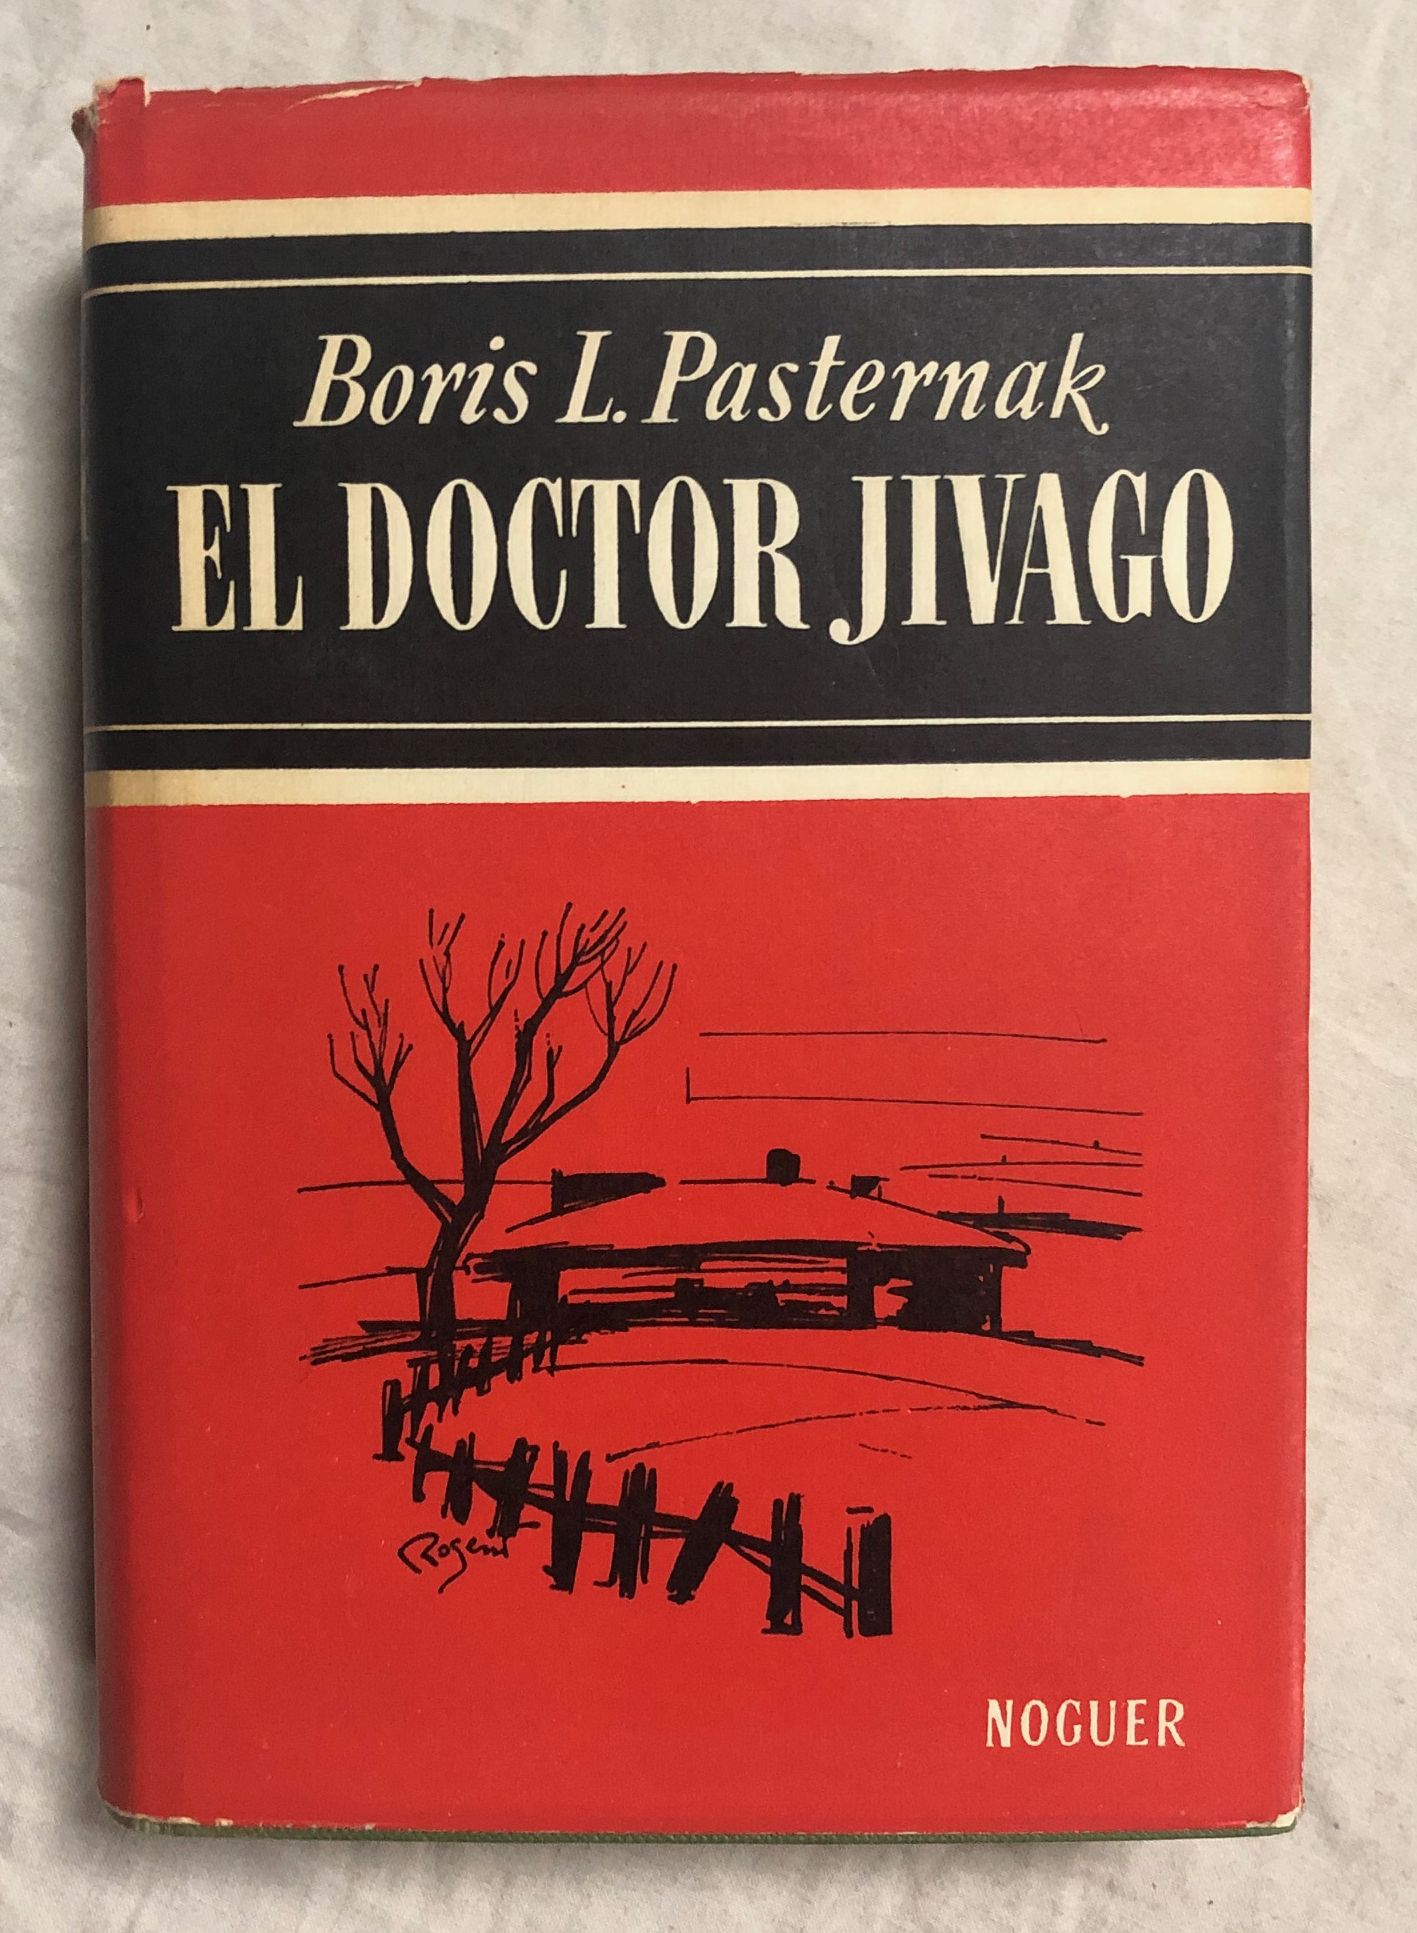 Boris L. Pasternak
EL DOCTOR JIVAGO
NOGUER